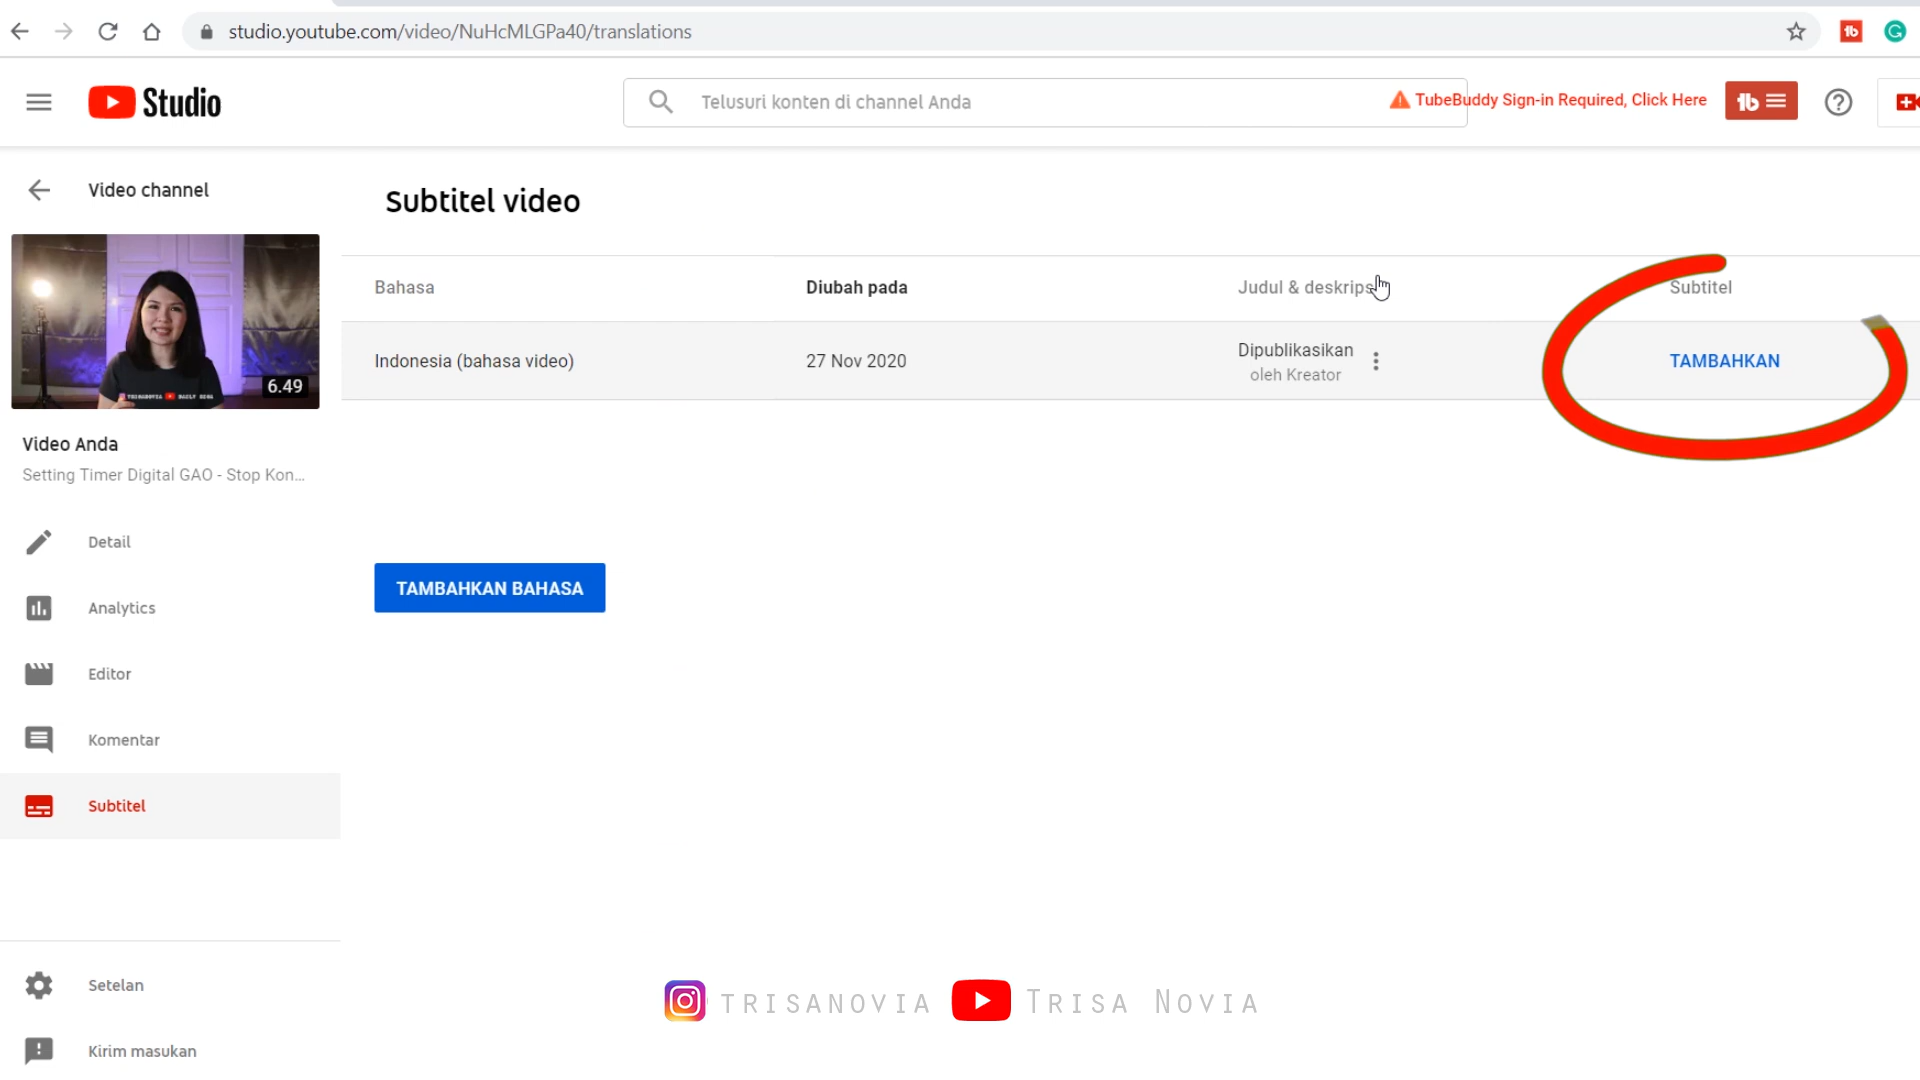 studio.youtube.com/video/NuHcMLGPa40/translations
Studio
Telusuri konten di channel Anda
TubeBuddy Sign-in Required, Click Here
Video channel
Subtitel video
Bahasa
Diubah pada
Judul & deskrips
Subtitel
Indonesia (bahasa video)
27 Nov 2020
Dipublikasikan
oleh Kreator
TAMBAHKAN
6.49
TRISANOVIA
Video Anda
Setting Timer Digital GAO - Stop Kon...
Detail
TAMBAHKAN BAHASA
Analytics
Editor
Komentar
Subtitel
Setelan
TRISANOVIA
TRISA NOVIA
Kirim masukan